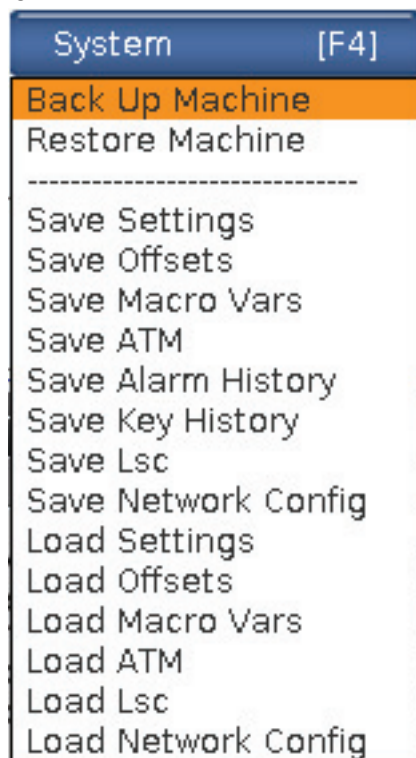 System [F4]
Back Up Machine
Restore Machine
-------------------------------
Save Settings
Save Offsets
Save Macro Vars
Save ATM
Save Alarm History
Save Key History
Save Lsc
Save Network Config
Load Settings
Load Offsets
Load Macro Vars
Load ATM
Load Lsc
Load Network Config